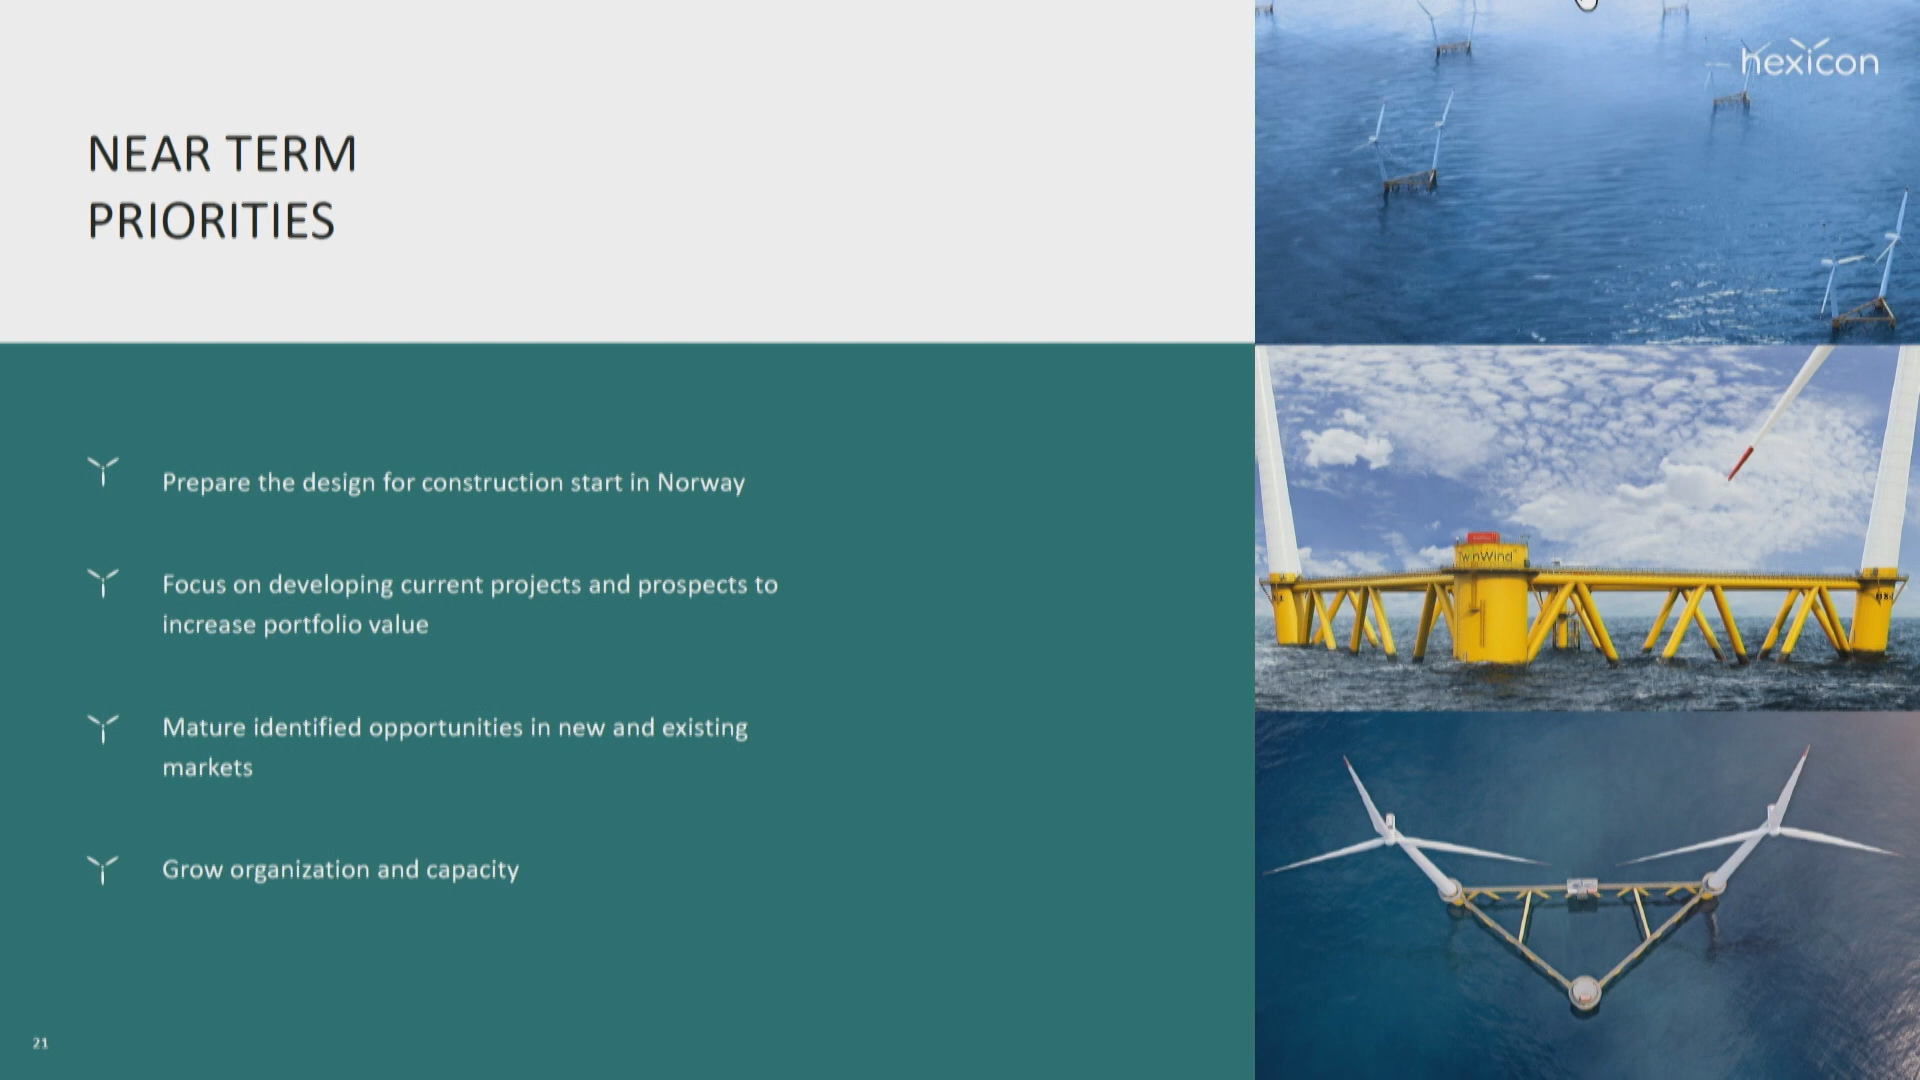 hexicon
NEAR TERM
PRIORITIES
Prepare the design for construction start in Norway
Focus on developing current projects and prospects to
increase portfolio value
TwinWind
Mature identified opportunities in new and existing
markets
Grow organization and capacity
21